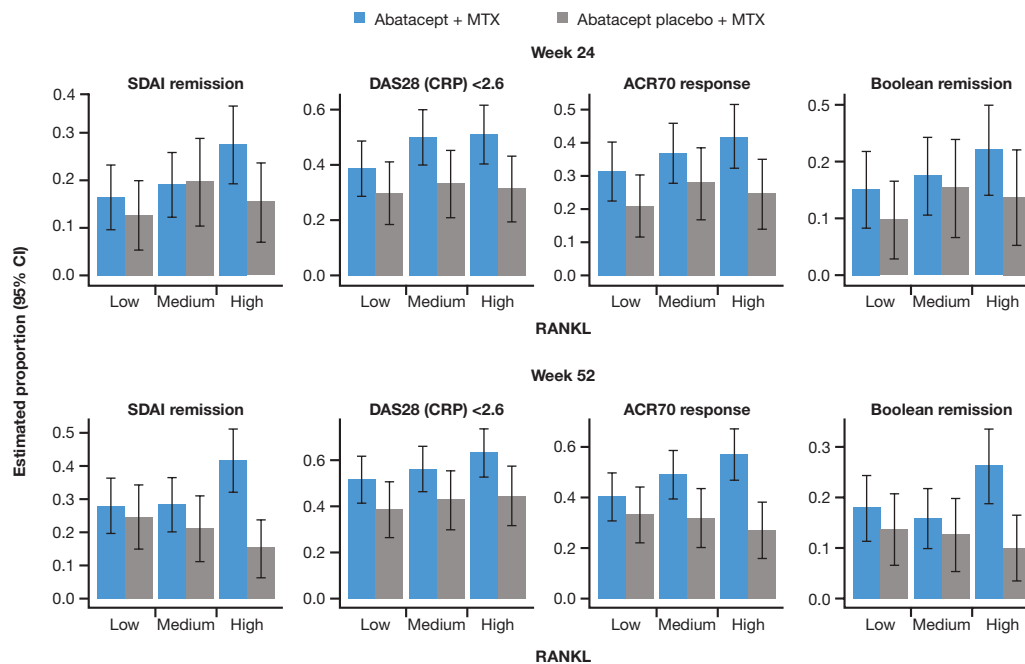 Abatacept + MTX Abatacept placebo + MTX
Week 24
SDAI remission DAS28 (CRP) <2.6 ACR70 response Boolean remission
0.4 0.3 0.2 0.1 0.0
0.6 0.4 0.2 0.0
0.5 0.4 0.3 0.2 0.1 0.0
0.5 0.2 0.1 0.0
Low Medium High Low Medium High Low Medium High Low Medium High
RANKL
Estimated proportion (95% CI)
Week 52
SDAI remission DAS28 (CRP) <2.6 ACR70 response Boolean remission
0.5 0.4 0.3 0.2 0.1 0.0
0.6 0.4 0.2 0.0
0.6 0.4 0.2 0.0
0.3 0.2 0.1 0.0
Low Medium High Low Medium High Low Medium High Low Medium High
RANKL